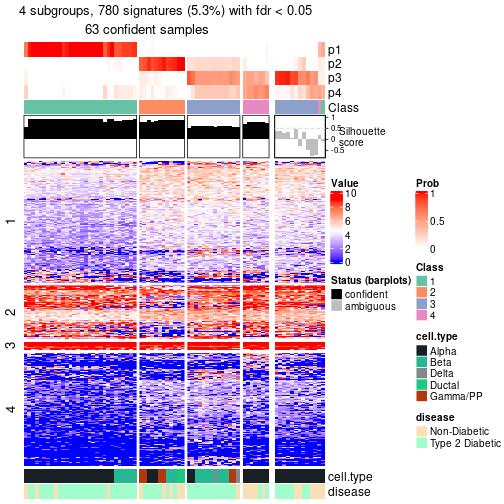 4 subgroups, 780 signatures (5.3%) with fdr < 0.05
63 confident samples
p1
p2
p3
p4
Class
1
0.5
0
-0.5
Silhouette
score
1
2
3
4
cell.type
disease
Value
10
8
6
4
2
0
Status (barplots)
confident
ambiguous
Prob
1
0.5
0
Class
1
2
3
4
cell.type
Alpha
Beta
Delta
Ductal
Gamma/PP
disease
Non-Diabetic
Type 2 Diabetic